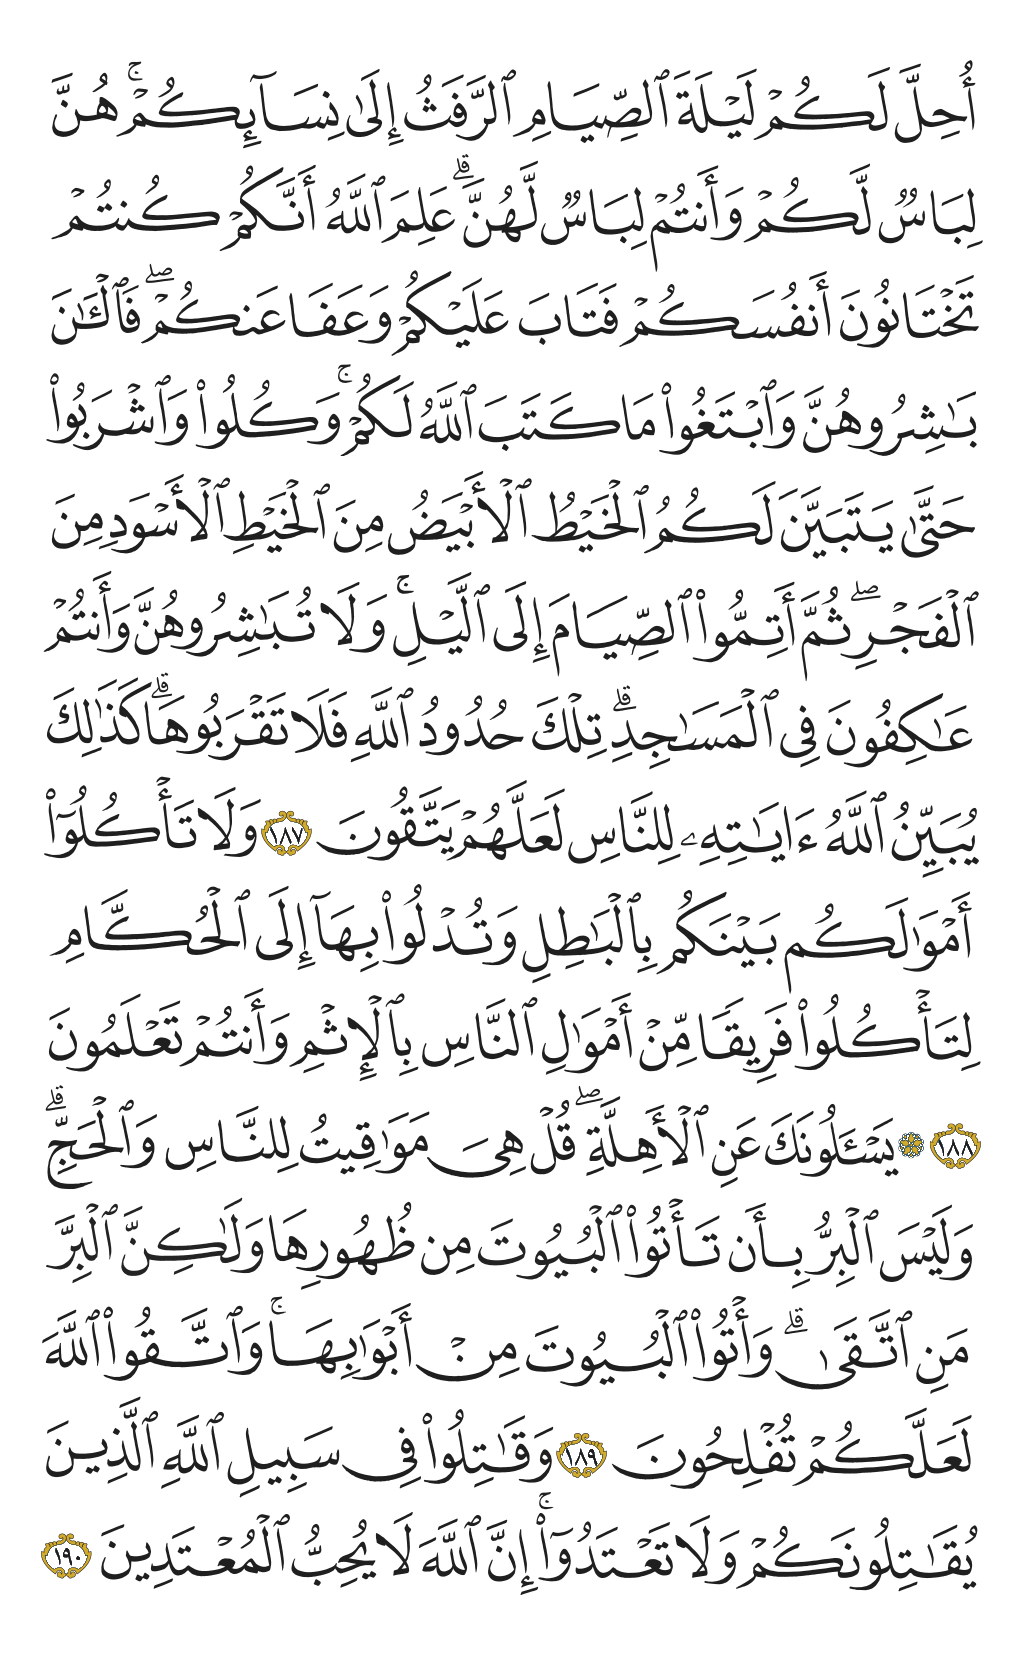 أُحِلَّ لَكُمْ لَيْلَةَ ٱلصِّيَامِ ٱلرَّفَثُ إِلَىٰ نِسَآئِكُمْ ۚ هُنَّ
لِبَاسٌ لَّكُمْ وَأَنتُمْ لِبَاسٌ لَّهُنَّ ۗ عَلِمَ ٱللَّهُ أَنَّكُمْ كُنتُمْ
تَخْتَانُونَ أَنفُسَكُمْ فَتَابَ عَلَيْكُمْ وَعَفَا عَنكُمْ ۖ فَٱلْـَٔـٰنَ
بَـٰشِرُوهُنَّ وَٱبْتَغُوا۟ مَا كَتَبَ ٱللَّهُ لَكُمْ ۚ وَكُلُوا۟ وَٱشْرَبُوا۟
حَتَّىٰ يَتَبَيَّنَ لَكُمُ ٱلْخَيْطُ ٱلْأَبْيَضُ مِنَ ٱلْخَيْطِ ٱلْأَسْوَدِ مِنَ
ٱلْفَجْرِ ۖ ثُمَّ أَتِمُّوا۟ ٱلصِّيَامَ إِلَى ٱلَّيْلِ ۚ وَلَا تُبَـٰشِرُوهُنَّ وَأَنتُمْ
عَـٰكِفُونَ فِى ٱلْمَسَـٰجِدِ ۗ تِلْكَ حُدُودُ ٱللَّهِ فَلَا تَقْرَبُوهَا ۗ كَذَٰلِكَ
يُبَيِّنُ ٱللَّهُ ءَايَـٰتِهِۦ لِلنَّاسِ لَعَلَّهُمْ يَتَّقُونَ ١٨٧ وَلَا تَأْكُلُوٓا۟
أَمْوَٰلَكُم بَيْنَكُم بِٱلْبَـٰطِلِ وَتُدْلُوا۟ بِهَآ إِلَى ٱلْحُكَّامِ
لِتَأْكُلُوا۟ فَرِيقًا مِّنْ أَمْوَٰلِ ٱلنَّاسِ بِٱلْإِثْمِ وَأَنتُمْ تَعْلَمُونَ
١٨٨ ۞ يَسْـَٔلُونَكَ عَنِ ٱلْأَهِلَّةِ ۖ قُلْ هِىَ مَوَٰقِيتُ لِلنَّاسِ وَٱلْحَجِّ ۗ
وَلَيْسَ ٱلْبِرُّ بِأَن تَأْتُوا۟ ٱلْبُيُوتَ مِن ظُهُورِهَا وَلَـٰكِنَّ ٱلْبِرَّ
مَنِ ٱتَّقَىٰ ۗ وَأْتُوا۟ ٱلْبُيُوتَ مِنْ أَبْوَٰبِهَا ۚ وَٱتَّقُوا۟ ٱللَّهَ
لَعَلَّكُمْ تُفْلِحُونَ ١٨٩ وَقَـٰتِلُوا۟ فِى سَبِيلِ ٱللَّهِ ٱلَّذِينَ
يُقَـٰتِلُونَكُمْ وَلَا تَعْتَدُوٓا۟ ۚ إِنَّ ٱللَّهَ لَا يُحِبُّ ٱلْمُعْتَدِينَ ١٩٠